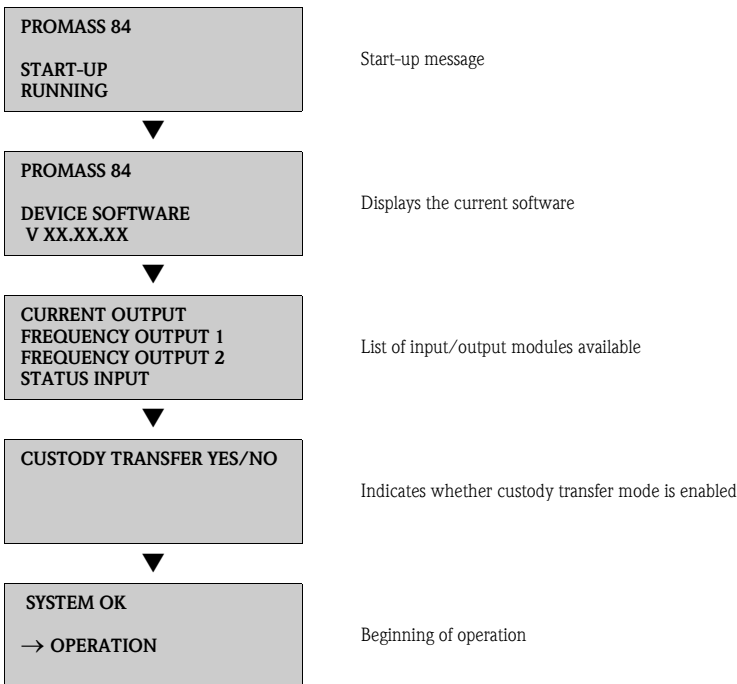 PROMASS 84
START-UP
RUNNING
Start-up message
▼
PROMASS 84
DEVICE SOFTWARE
V XX.XX.XX
Displays the current software
▼
CURRENT OUTPUT
FREQUENCY OUTPUT 1
FREQUENCY OUTPUT 2
STATUS INPUT
List of input/output modules available
▼
CUSTODY TRANSFER YES/NO
Indicates whether custody transfer mode is enabled
▼
SYSTEM OK
→ OPERATION
Beginning of operation